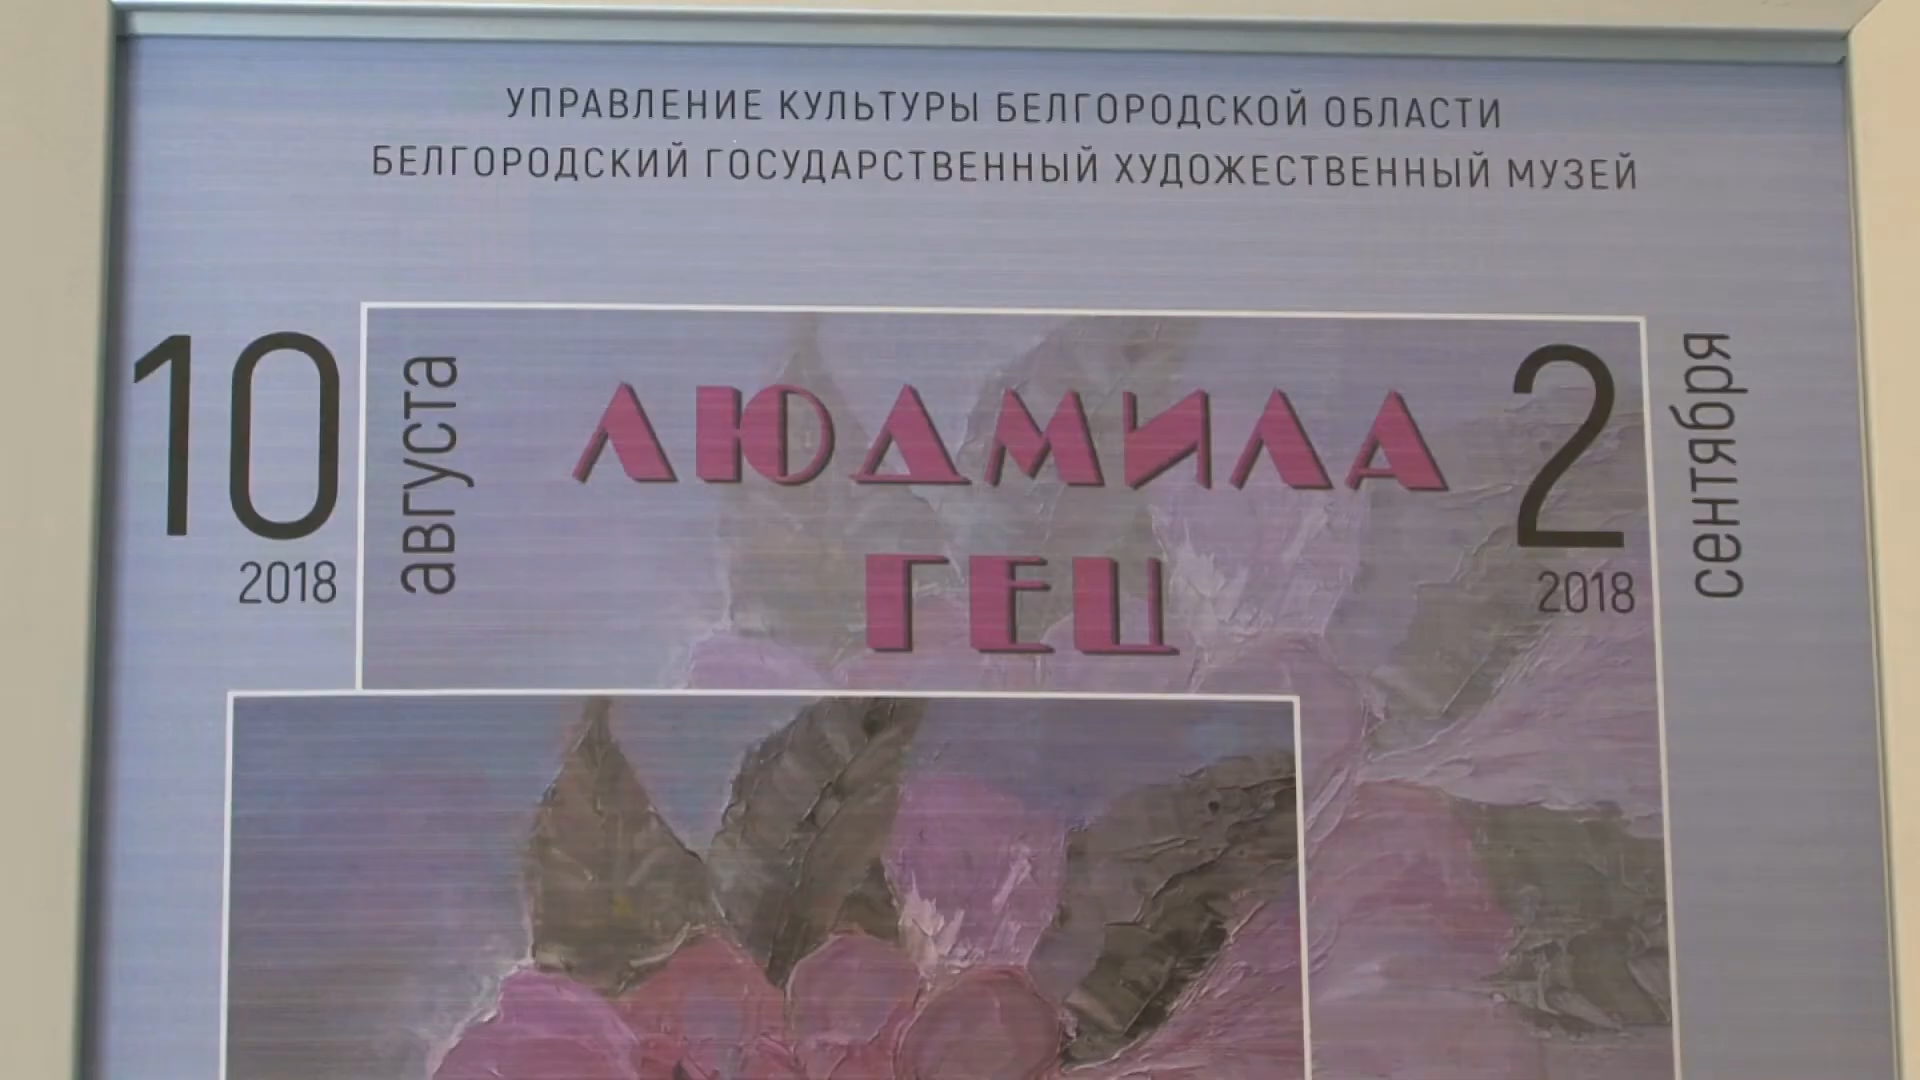 УПРАВЛЕНИЕ КУЛЬТУРЫ БЕЛГОРОДСКОЙ ОБЛАСТИ
БЕЛГОРОДСКИЙ ГОСУДАРСТВЕННЫЙ ХУДОЖЕСТВЕННЫЙ МУЗЕЙ
10
2018
августа
ЛЮДМИЛА
ГЕЦ
2
2018
сентября